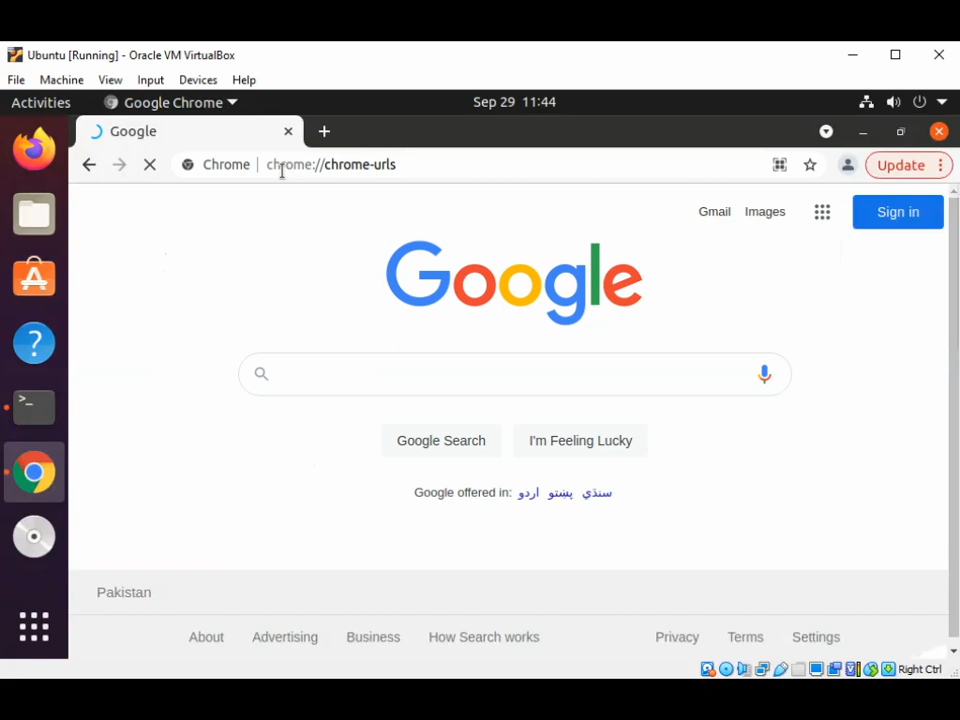 Ubuntu [Running] - Oracle VM VirtualBox
File Machine View Input Devices Help
Activities Google Chrome Sep 29 11:44
Google
Chrome chrome://chrome-urls Update
Gmail Images Sign in
Google
Google Search I'm Feeling Lucky
Google offered in: اردو پښتو سنڌي
Pakistan
About Advertising Business How Search works Privacy Terms Settings
Right Ctrl